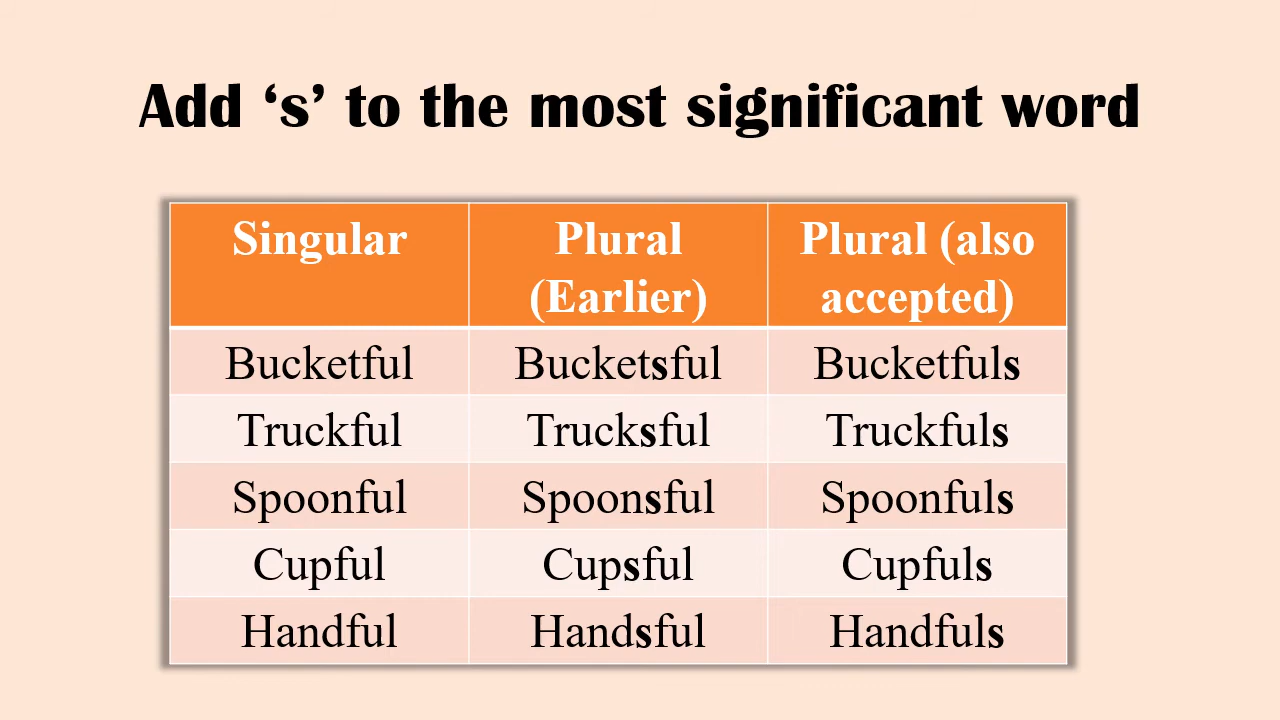 Add ‘s’ to the most significant word
Singular
Plural
(Earlier)
Plural (also
accepted)
Bucketful
Bucketsful
Bucketfuls
Truckful
Trucksful
Truckfuls
Spoonful
Spoonsful
Spoonfuls
Cupful
Cupsful
Cupfuls
Handful
Handsful
Handfuls